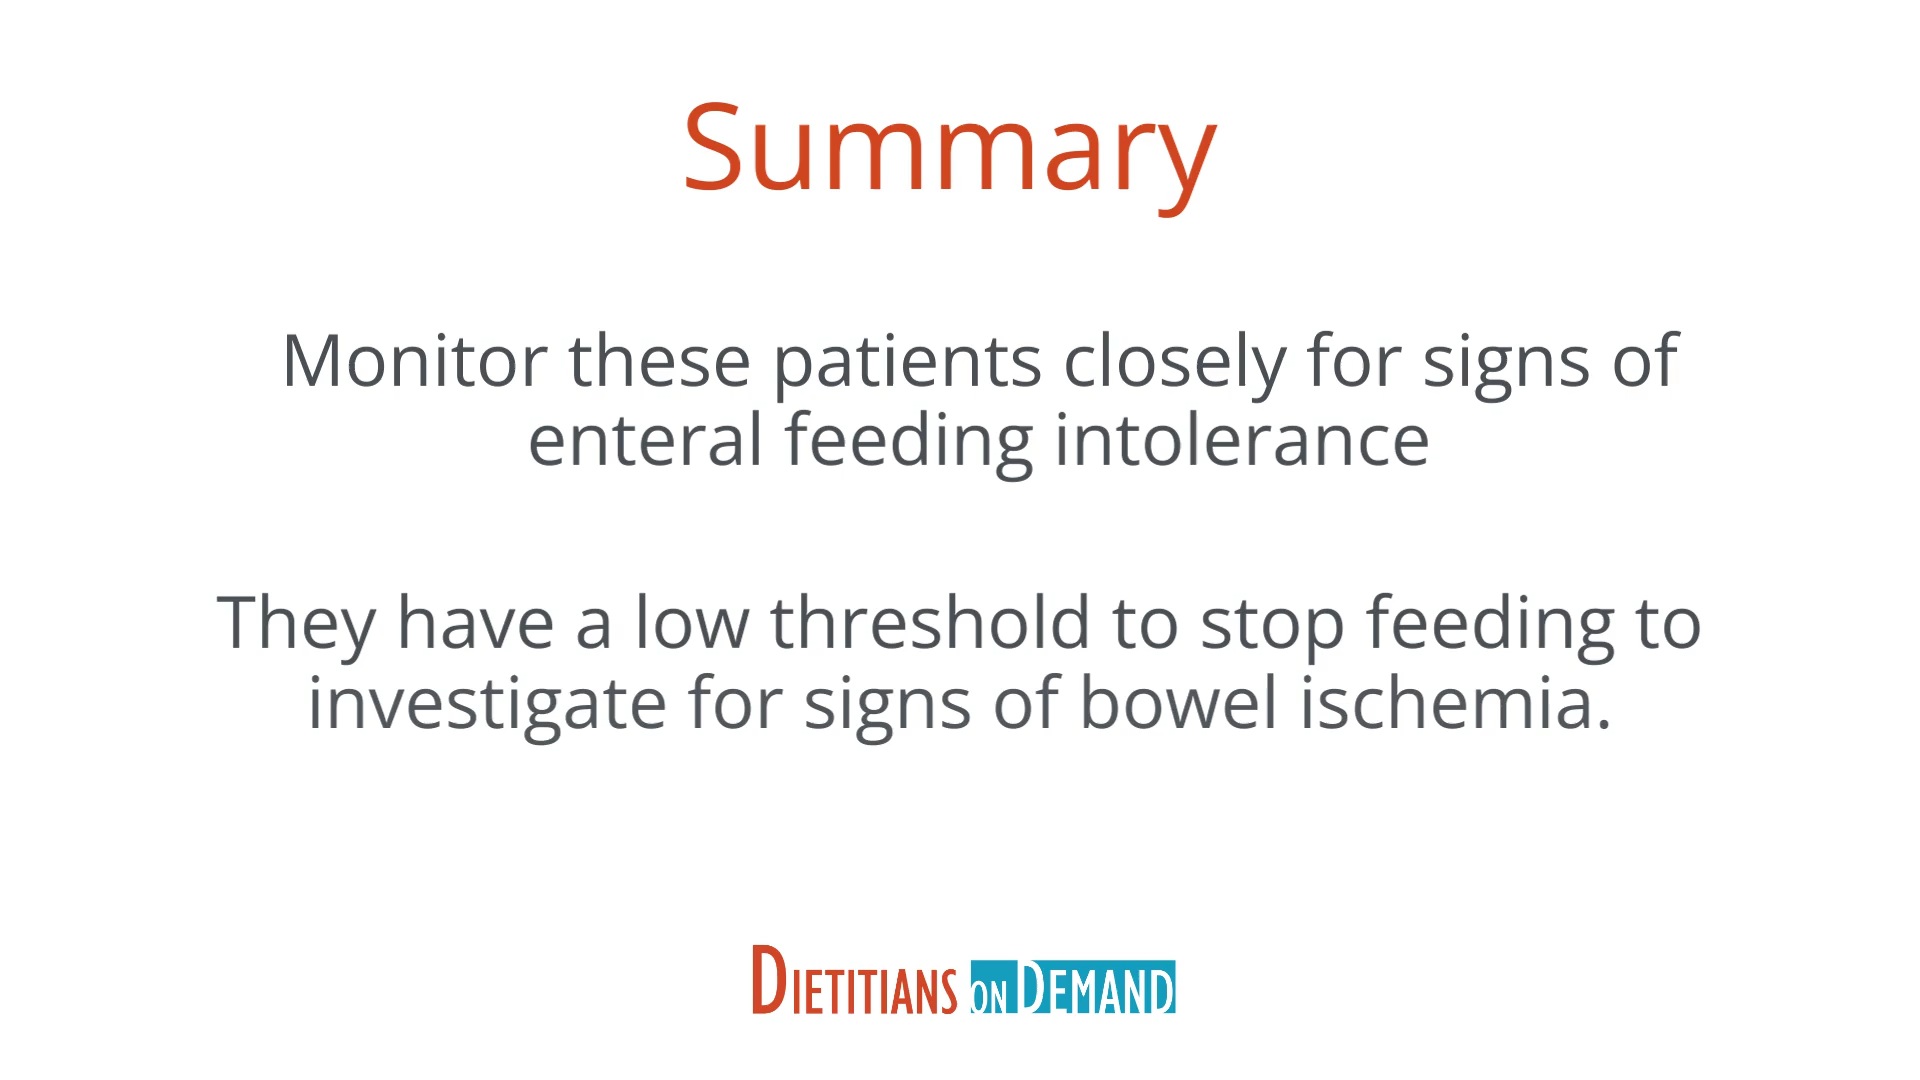 Summary
Monitor these patients closely for signs of
enteral feeding intolerance
They have a low threshold to stop feeding to
investigate for signs of bowel ischemia.
DIETITIANS ON DEMAND